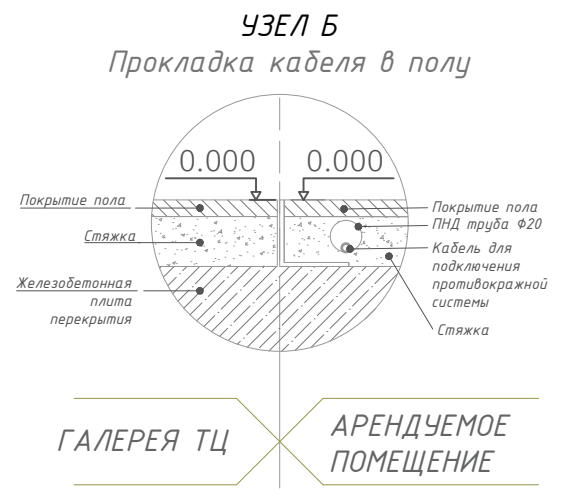 УЗЕЛ Б
Прокладка кабеля в полу
0.000
0.000
Покрытие пола
Стяжка
Железобетонная
плита
перекрытия
Покрытие пола
ПНД труба Ф20
Кабель для
подключения
противокражной
системы
Стяжка
ГАЛЕРЕЯ ТЦ
АРЕНДУЕМОЕ
ПОМЕЩЕНИЕ